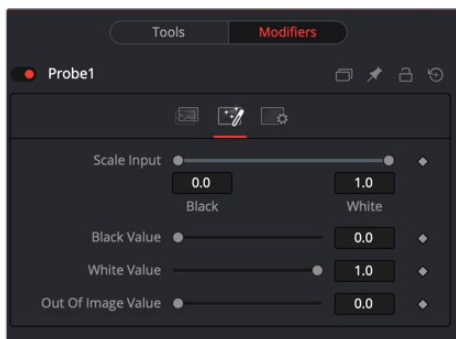 Tools Modifiers
Probe1
Scale Input
0.0 1.0
Black White
Black Value 0.0
White Value 1.0
Out Of Image Value 0.0